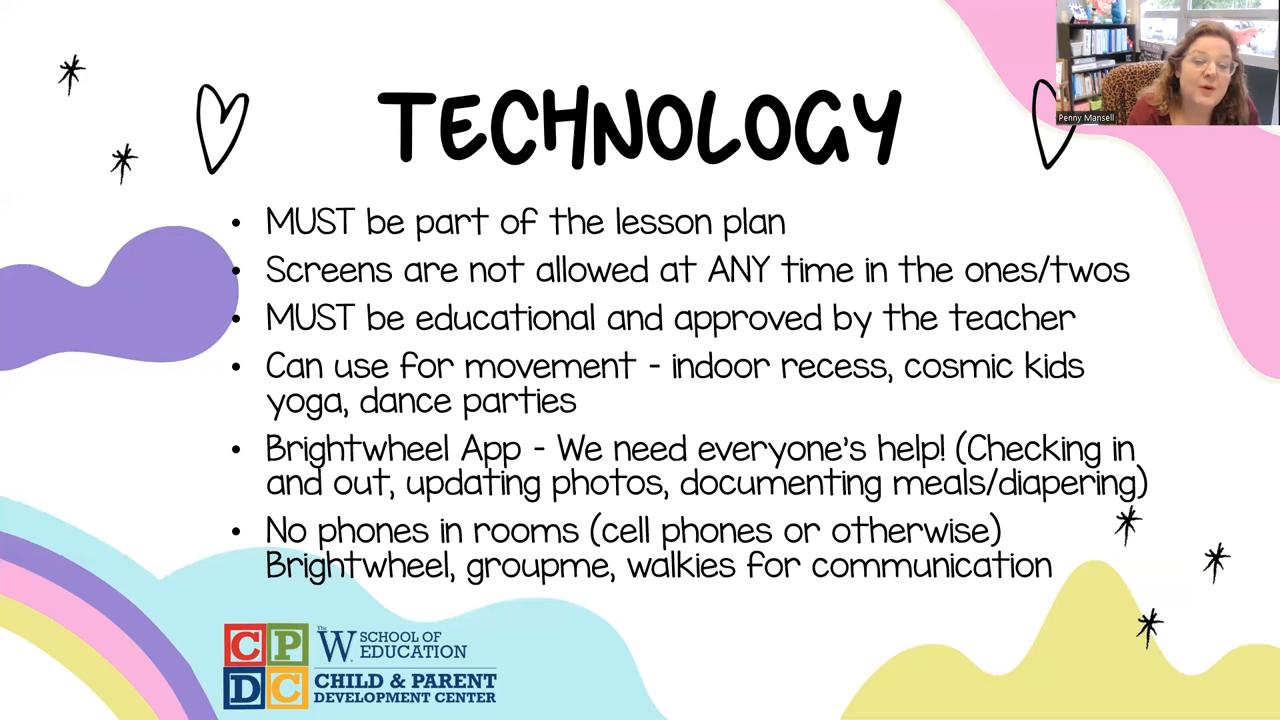 TECHNOLOGY
Penny Mansell
• MUST be part of the lesson plan
• Screens are not allowed at ANY time in the ones/twos
• MUST be educational and approved by the teacher
• Can use for movement - indoor recess, cosmic kids
yoga, dance parties
• Brightwheel App - We need everyone's help! (Checking in
and out, updating photos, documenting meals/diapering)
• No phones in rooms (cell phones or otherwise)
Brightwheel, groupme, walkies for communication
CP
DC
The W SCHOOL OF
EDUCATION
CHILD & PARENT
DEVELOPMENT CENTER